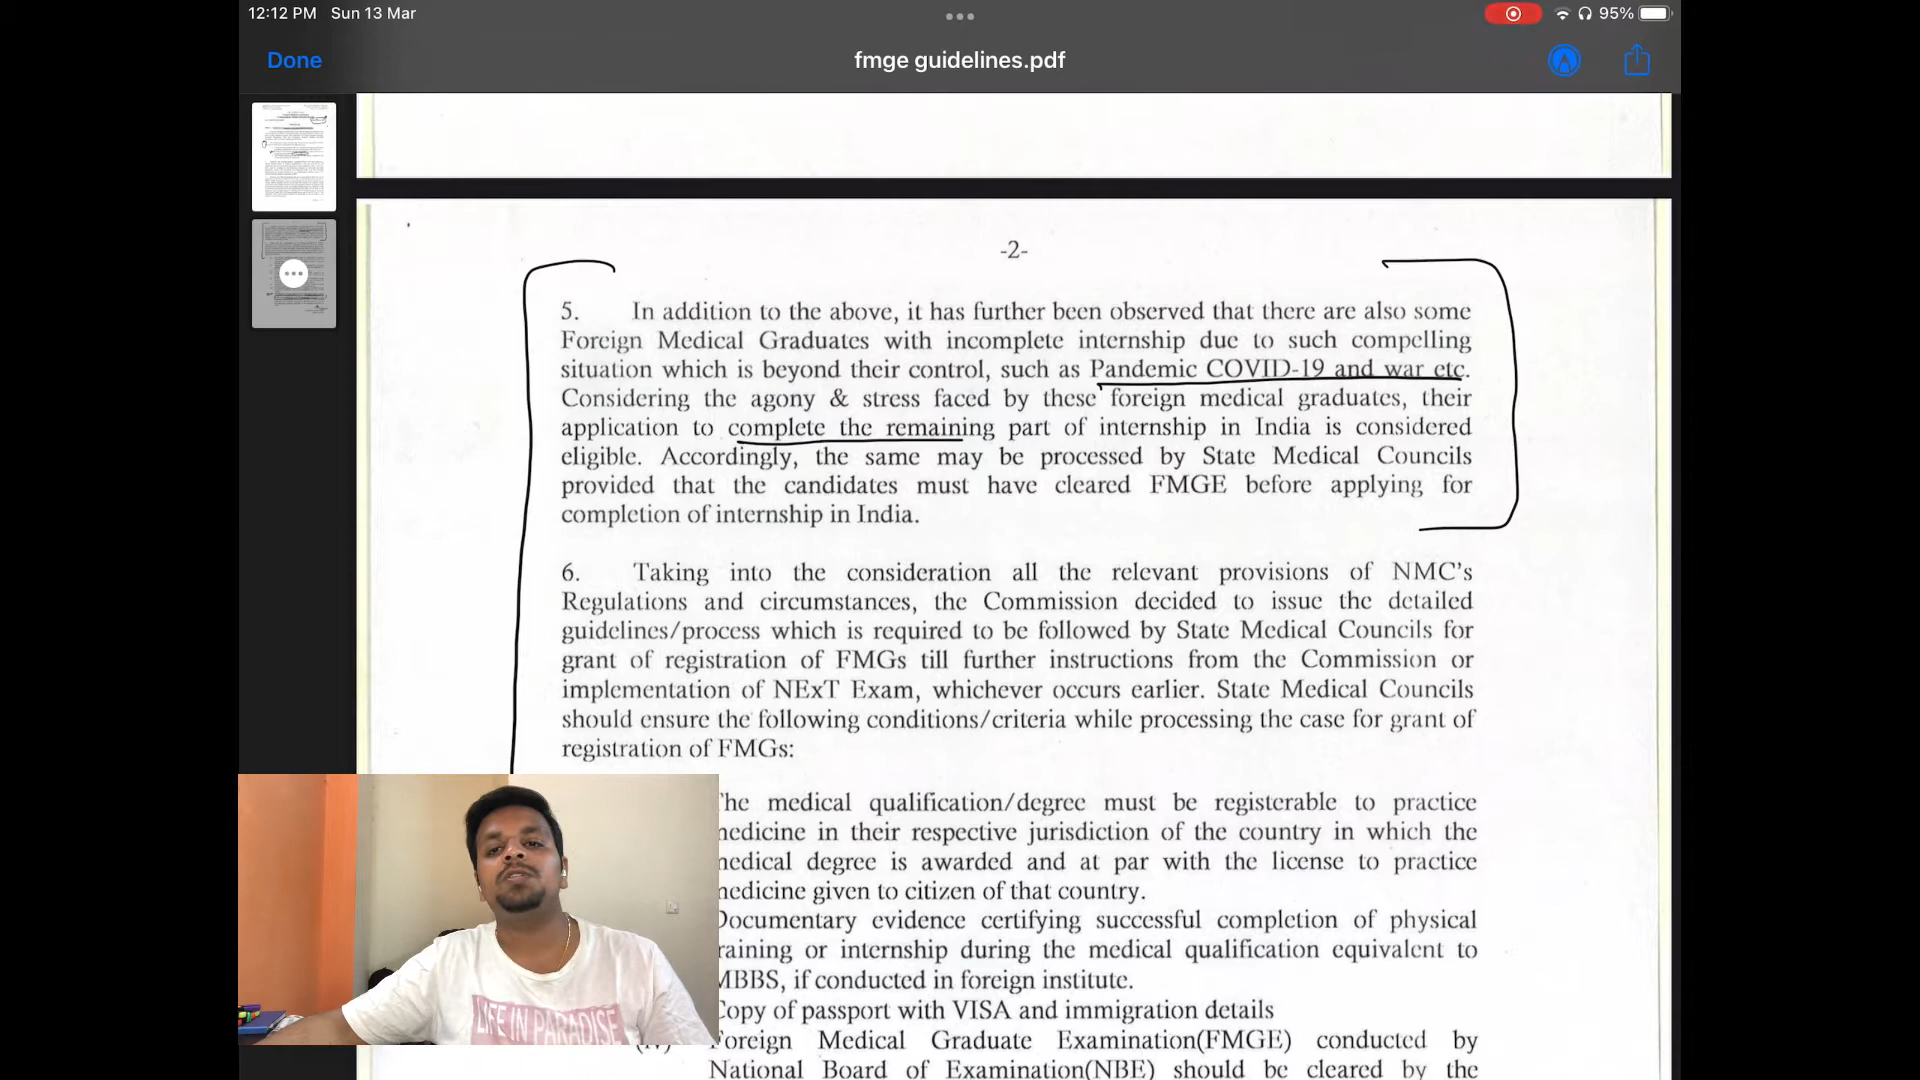 12:12 PM Sun 13 Mar
95%
Done
fmge guidelines.pdf
-2-
5. In addition to the above, it has further been observed that there are also some
Foreign Medical Graduates with incomplete internship due to such compelling
situation which is beyond their control, such as Pandemic COVID-19 and war etc.
Considering the agony & stress faced by these foreign medical graduates, their
application to complete the remaining part of internship in India is considered
eligible. Accordingly, the same may be processed by State Medical Councils
provided that the candidates must have cleared FMGE before applying for
completion of internship in India.
6. Taking into the consideration all the relevant provisions of NMC's
Regulations and circumstances, the Commission decided to issue the detailed
guidelines/process which is required to be followed by State Medical Councils for
grant of registration of FMGs till further instructions from the Commission or
implementation of NExT Exam, whichever occurs earlier. State Medical Councils
should ensure the following conditions/criteria while processing the case for grant of
registration of FMGs:
The medical qualification/degree must be registerable to practice
medicine in their respective jurisdiction of the country in which the
medical degree is awarded and at par with the license to practice
medicine given to citizen of that country.
Documentary evidence certifying successful completion of physical
training or internship during the medical qualification equivalent to
MBBS, if conducted in foreign institute.
Copy of passport with VISA and immigration details
(iv) Foreign Medical Graduate Examination(FMGE) conducted by
National Board of Examination(NBE) should be cleared by the
LIFE IN PARADISE